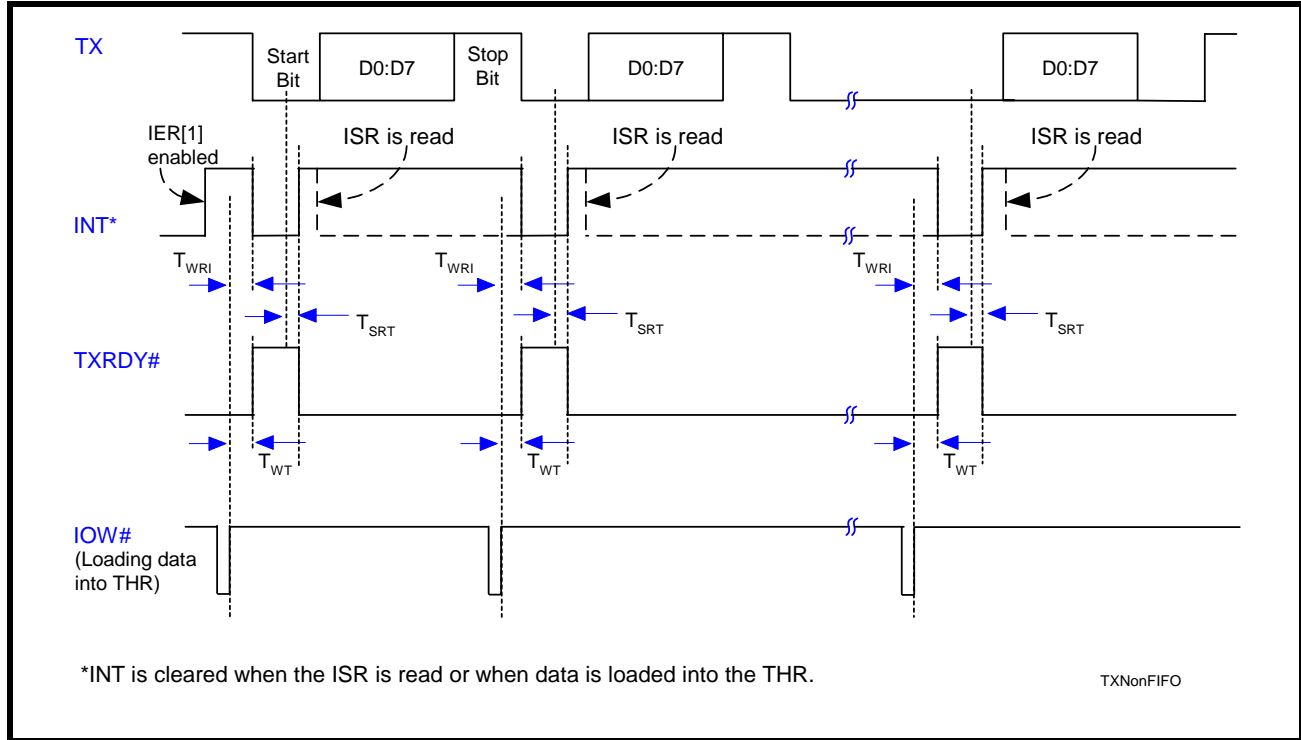 TX
Start
Bit
D0:D7
Stop
Bit
D0:D7
D0:D7
IER[1]
enabled
ISR is read
ISR is read
ISR is read
INT*
TWRI
TWRI
TWRI
TSRT
TSRT
TSRT
TXRDY#
TWT
TWT
TWT
IOW#
(Loading data
into THR)
*INT is cleared when the ISR is read or when data is loaded into the THR.
TXNonFIFO